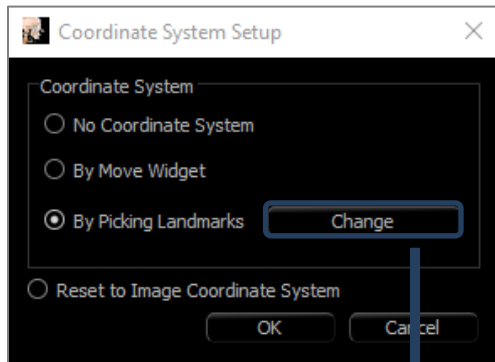 Coordinate System Setup
Coordinate System
No Coordinate System
By Move Widget
By Picking Landmarks Change
Reset to Image Coordinate System
OK Cancel